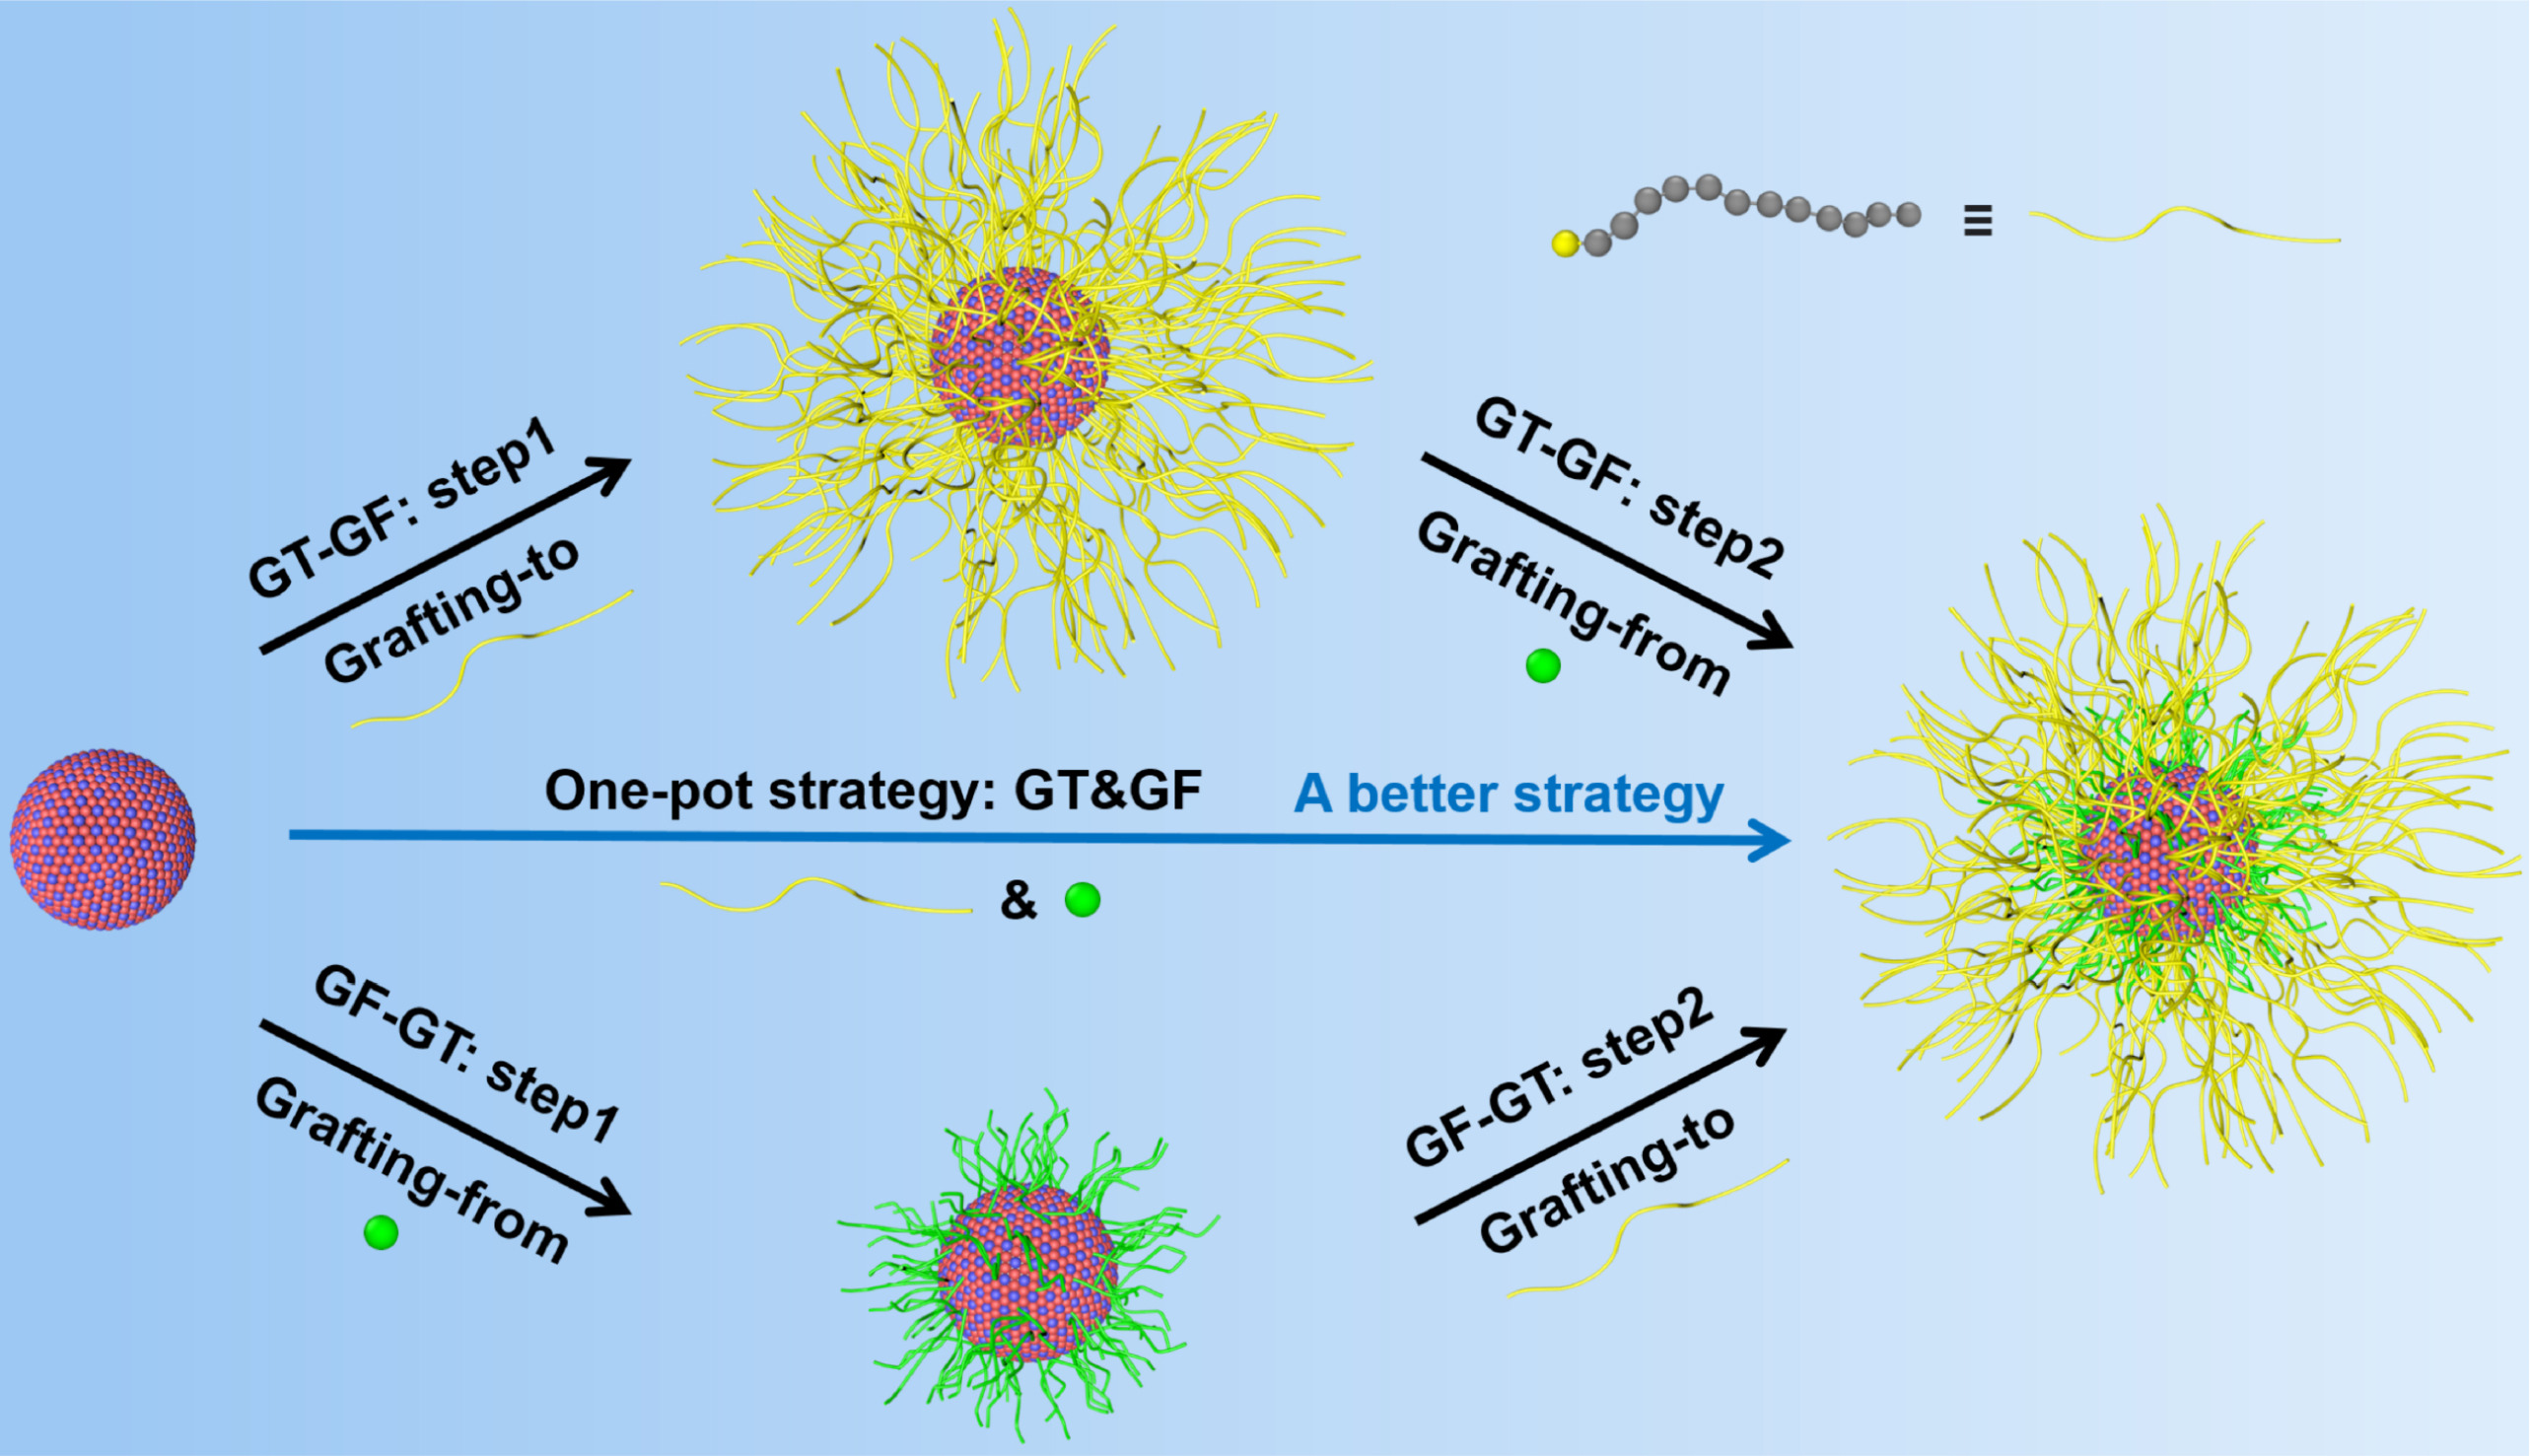 ≡
GT-GF: step1
Grafting-to
GT-GF: step2
Grafting-from
One-pot strategy: GT&GF
A better strategy
&
GF-GT: step1
Grafting-from
GF-GT: step2
Grafting-to